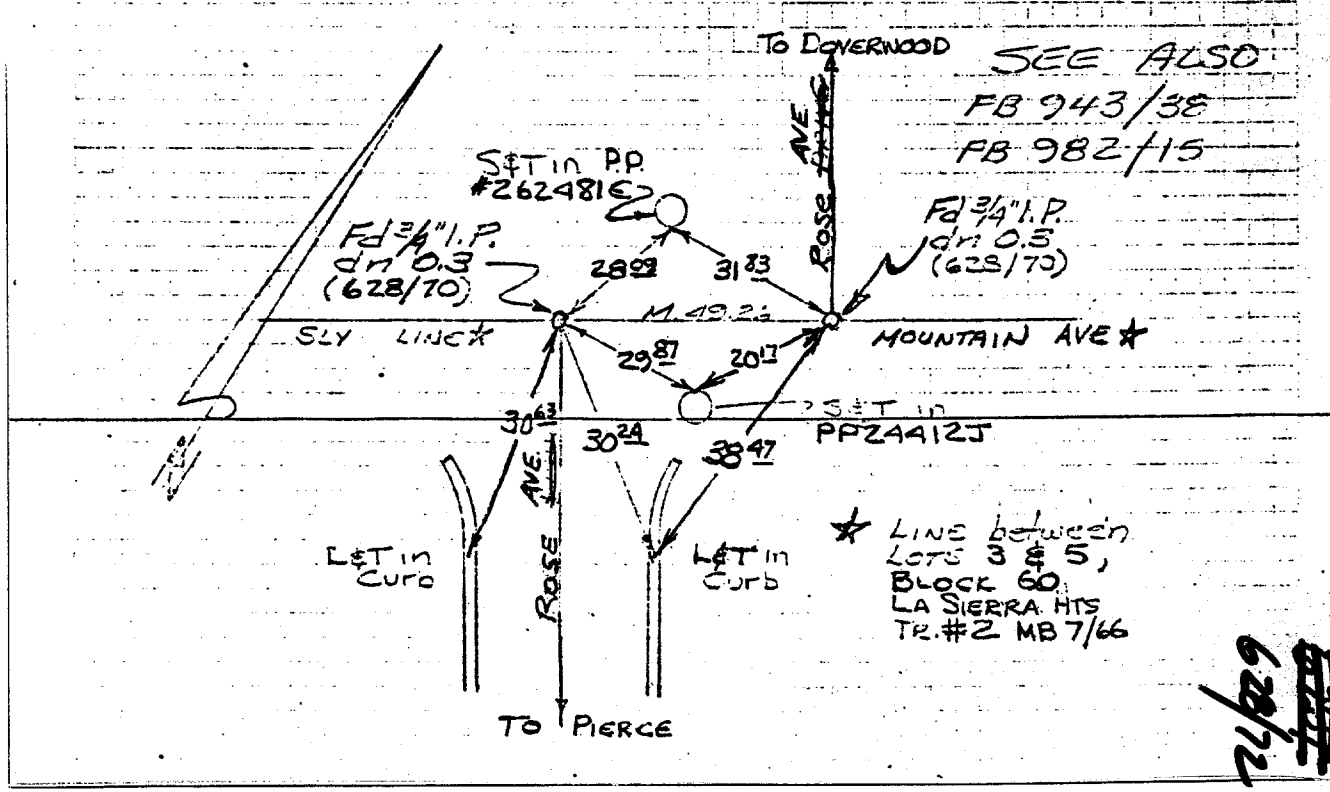 To DOVERWOOD
SEE ALSO
FB 943/38
FB 982/15
ROSE AVE
S&T in P.P.
#262481E
Fd 3/4" I.P.
dn 0.3
(628/70)
Fd 3/4" I.P.
dn 0.3
(628/70)
28 09
31 83
M. 49.26
SLY LINE ☆
MOUNTAIN AVE ☆
29 87
20 17
S&T in
PP24412J
30 63
30 24
38 47
ROSE AVE
L&T in
Curb
L&T in
Curb
☆ LINE between
LOTS 3 & 5,
BLOCK 60
LA SIERRA HTS
TR. #2 MB 7/66
TO PIERCE
628/72